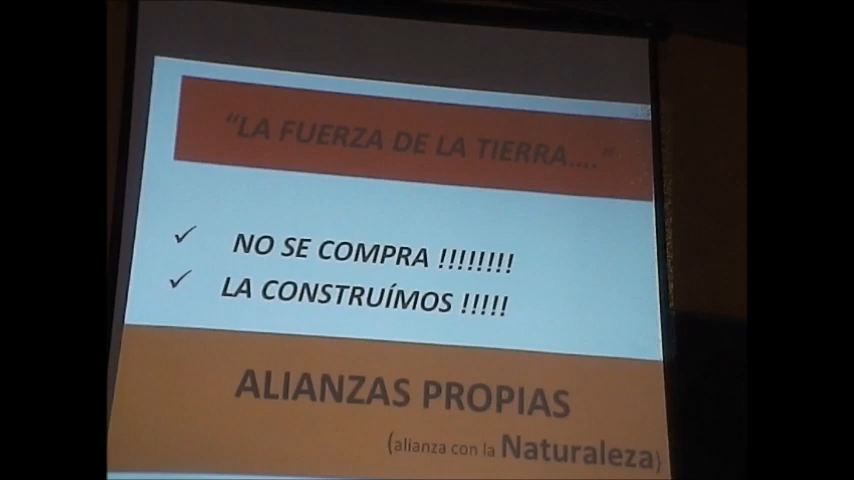 “LA FUERZA DE LA TIERRA....”
✓ NO SE COMPRA !!!!!!!!
✓ LA CONSTRUÍMOS !!!!!
ALIANZAS PROPIAS
(alianza con la Naturaleza)